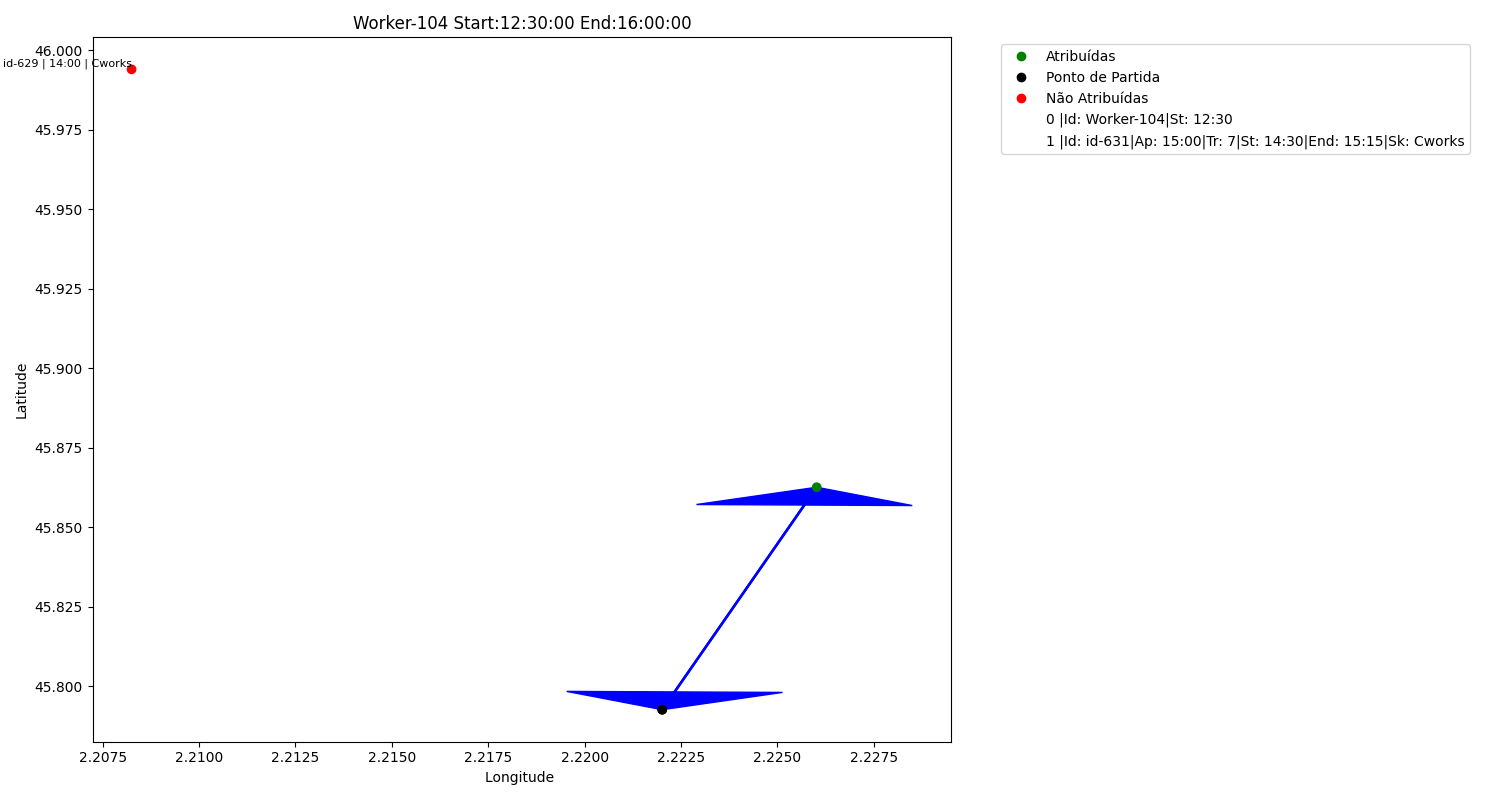 Worker-104 Start:12:30:00 End:16:00:00
46.000
id-629 | 14:00 | Cworks
45.975
45.950
45.925
45.900
45.875
45.850
45.825
45.800
Latitude
2.2075 2.2100 2.2125 2.2150 2.2175 2.2200 2.2225 2.2250 2.2275
Longitude
Atribuídas
Ponto de Partida
Não Atribuídas
0 |Id: Worker-104|St: 12:30
1 |Id: id-631|Ap: 15:00|Tr: 7|St: 14:30|End: 15:15|Sk: Cworks